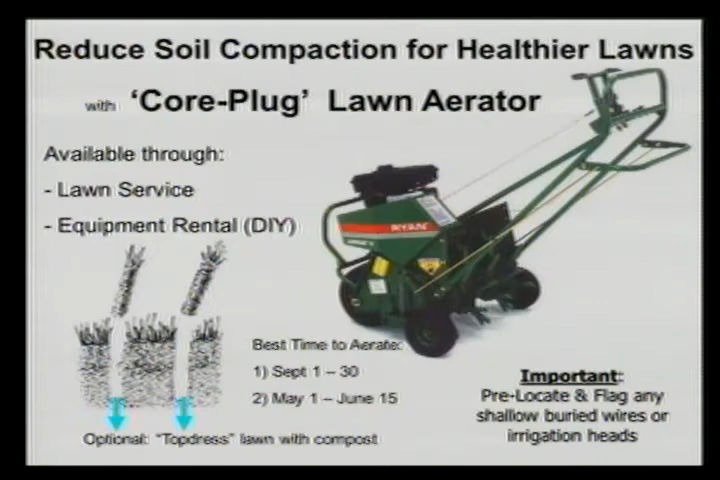 Reduce Soil Compaction for Healthier Lawns
with 'Core-Plug' Lawn Aerator
Available through:
- Lawn Service
- Equipment Rental (DIY)
RYAN
Best Time to Aerate:
1) Sept 1 – 30
2) May 1 – June 15
Optional: "Topdress" lawn with compost
Important:
Pre-Locate & Flag any
shallow buried wires or
irrigation heads